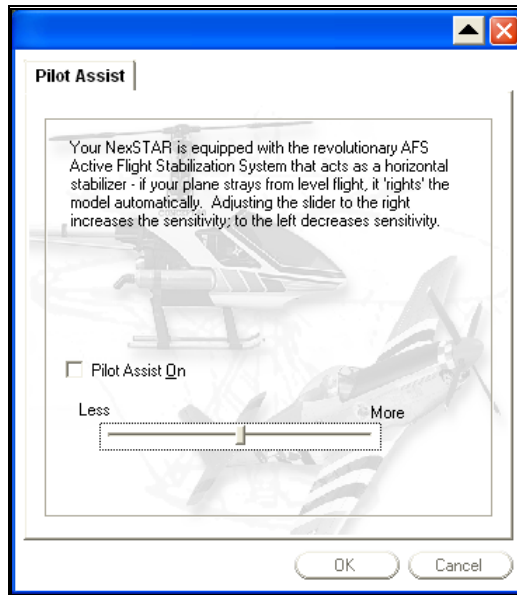 Pilot Assist
Your NexSTAR is equipped with the revolutionary AFS
Active Flight Stabilization System that acts as a horizontal
stabilizer - if your plane strays from level flight, it 'rights' the
model automatically.  Adjusting the slider to the right
increases the sensitivity; to the left decreases sensitivity.
Pilot Assist On
Less More
OK Cancel